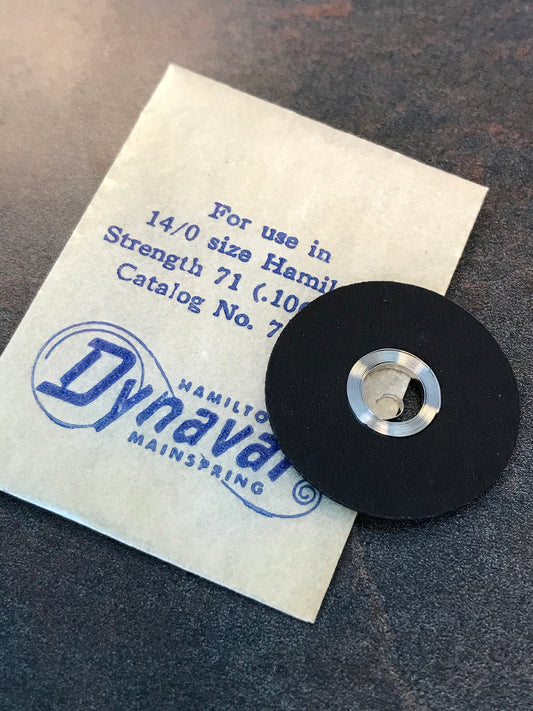 For use in
14/0 size Hamil
Strength 71 (.10
Catalog No. 7
HAMILTO
Dynavar
MAINSPRING